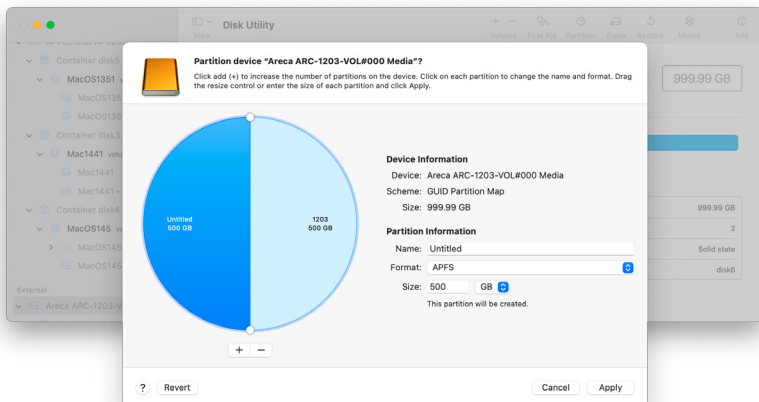 Disk Utility
View
Volume First Aid Partition Erase Restore Mount Info
Container disk5
MacOS1351
MacOS135
MacOS135
Container disk3
Mac1441 volu
Mac1441
Mac1441 -
Container disk4
MacOS145 vo
MacOS145
MacOS145
External
Areca ARC-1203-V
999.99 GB
999.99 GB
2
Solid state
disk6
Partition device “Areca ARC-1203-VOL#000 Media”?
Click add (+) to increase the number of partitions on the device. Click on each partition to change the name and format. Drag
the resize control or enter the size of each partition and click Apply.
Untitled
500 GB
1203
500 GB
Device Information
Device: Areca ARC-1203-VOL#000 Media
Scheme: GUID Partition Map
Size: 999.99 GB
Partition Information
Name: Untitled
Format: APFS
Size: 500 GB
This partition will be created.
+ −
? Revert
Cancel Apply